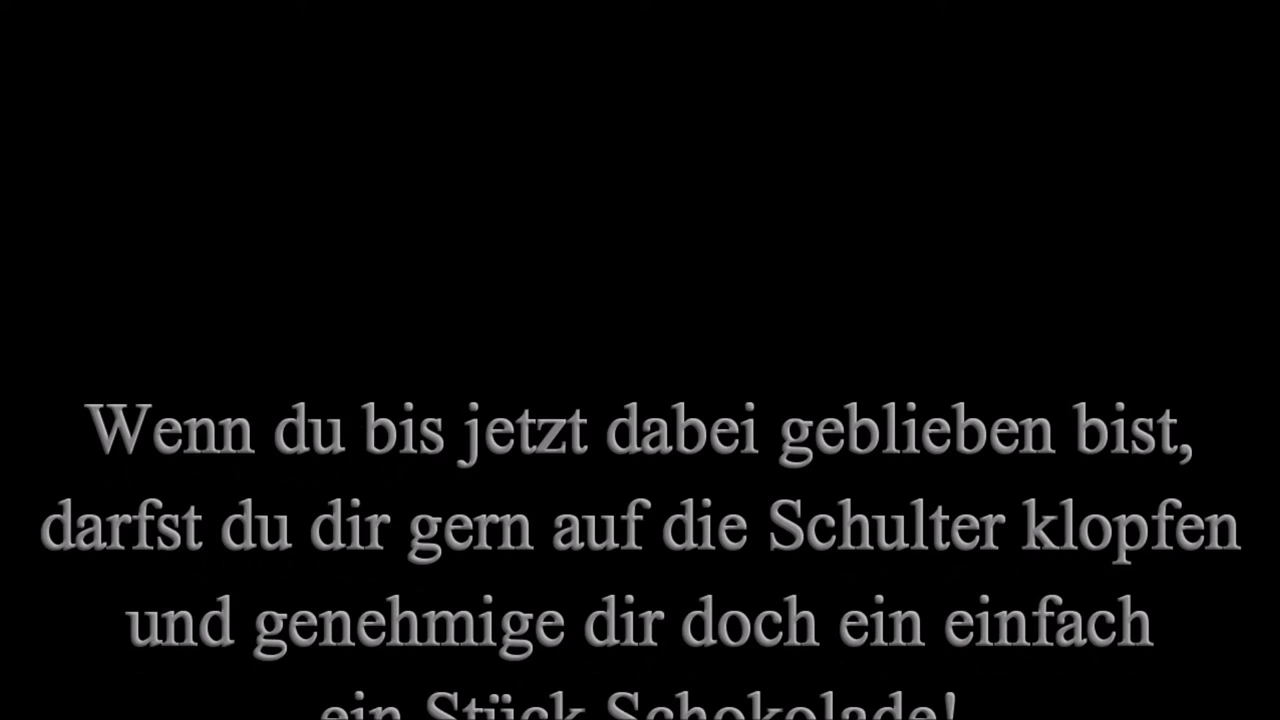 Wenn du bis jetzt dabei geblieben bist,
darfst du dir gern auf die Schulter klopfen
und genehmige dir doch ein einfach
ein Stück Schokolade!